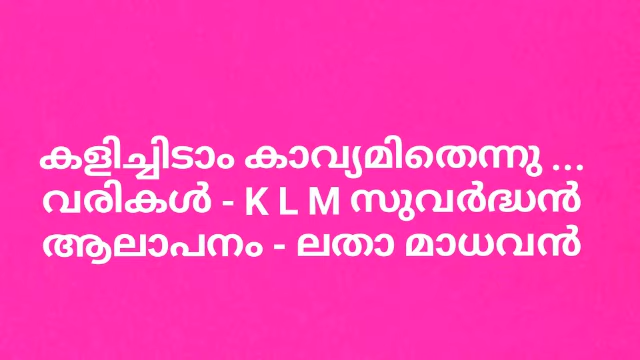 കളിച്ചിടാം കാവ്യമിതെന്നു ...
വരികൾ - K L M സുവർദ്ധൻ
ആലാപനം - ലതാ മാധവൻ